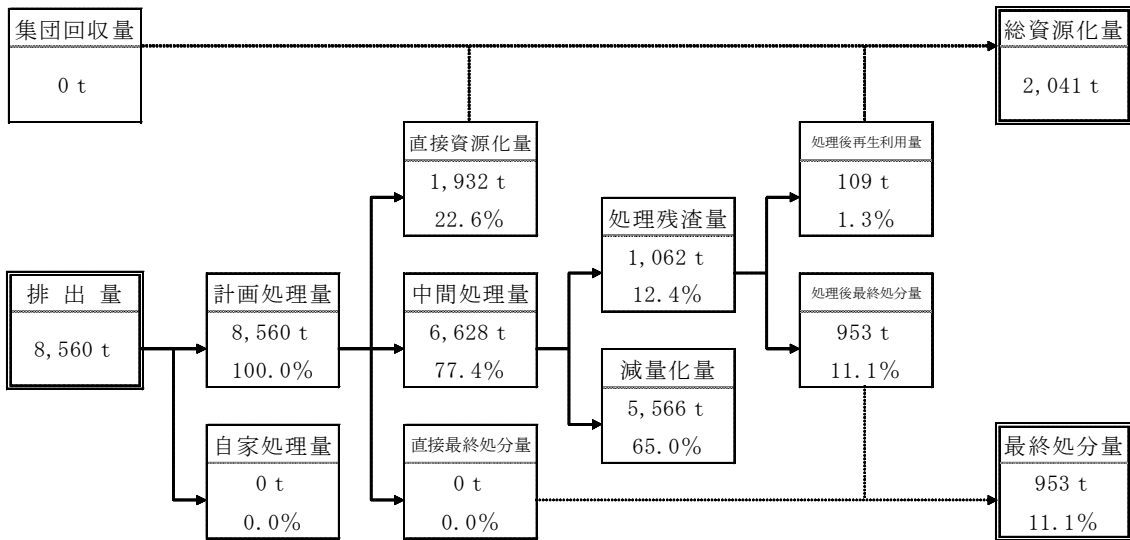 集団回収量
0 t
総資源化量
2,041 t
直接資源化量
1,932 t
22.6%
処理後再生利用量
109 t
1.3%
処理残渣量
1,062 t
12.4%
排出量
8,560 t
計画処理量
8,560 t
100.0%
中間処理量
6,628 t
77.4%
処理後最終処分量
953 t
11.1%
減量化量
5,566 t
65.0%
自家処理量
0 t
0.0%
直接最終処分量
0 t
0.0%
最終処分量
953 t
11.1%